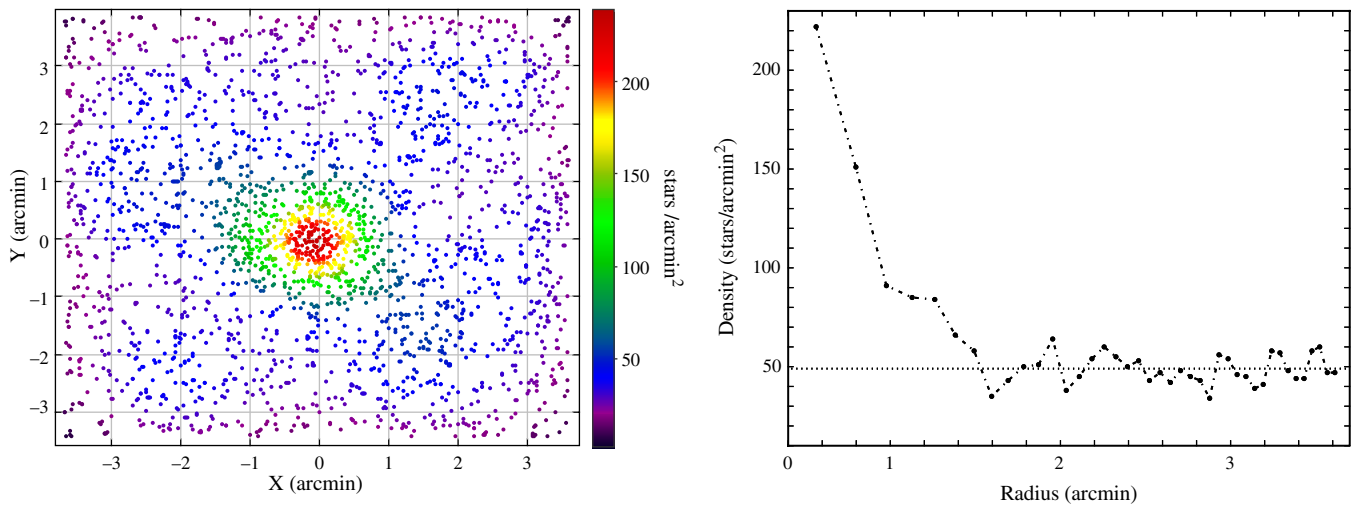 3
2
1
0
−1
−2
−3
Y (arcmin)
−3 −2 −1 0 1 2 3
X (arcmin)
200
150
100
50
stars /arcmin²
200
150
100
50
Density (stars/arcmin²)
0 1 2 3
Radius (arcmin)